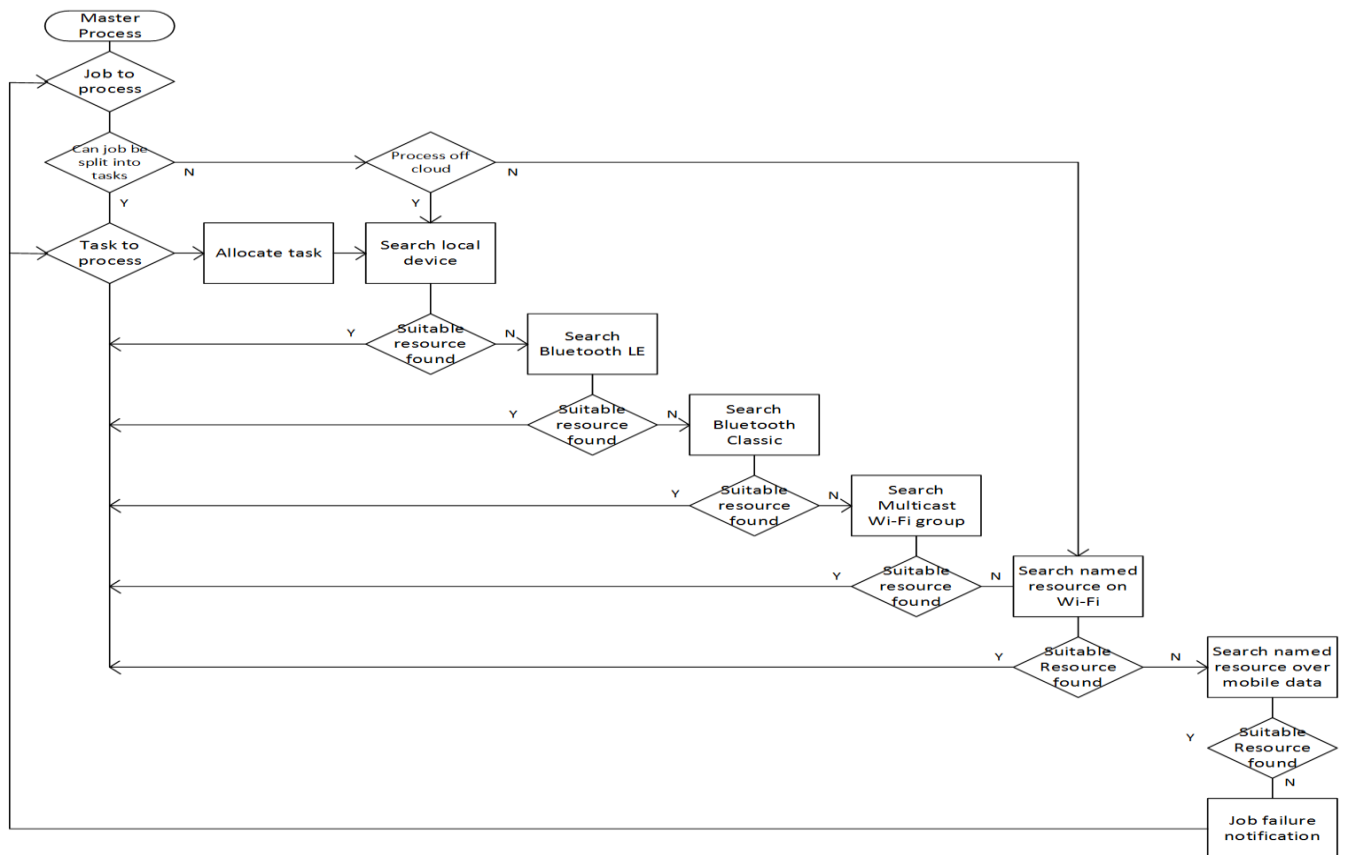 Master
Process
Job to
process
Can job be
split into
tasks
N
Process off
cloud
N
Y
Y
Task to
process
Allocate task
Search local
device
Y
Suitable
resource
found
N
Search
Bluetooth LE
Y
Suitable
resource
found
N
Search
Bluetooth
Classic
Y
Suitable
resource
found
N
Search
Multicast
Wi-Fi group
Y
Suitable
resource
found
N
Search named
resource on
Wi-Fi
Y
Suitable
Resource
found
N
Search named
resource over
mobile data
Y
Suitable
Resource
found
N
Job failure
notification